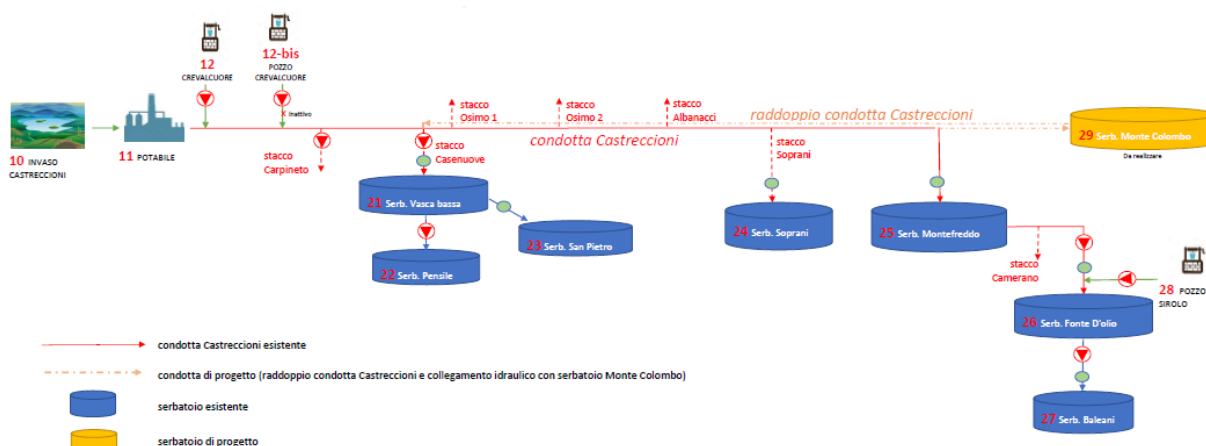 12
CREVALCUORE
12-bis
POZZO
CREVALCUORE
x Inattivo
10 INVASO
CASTRECCIONI
11 POTABILE
stacco
Carpineto
stacco
Casenuove
stacco
Osimo 1
stacco
Osimo 2
stacco
Albanacci
raddoppio condotta Castreccioni
condotta Castreccioni
stacco
Soprani
29 Serb. Monte Colombo
Da realizzare
21 Serb. Vasca bassa
23 Serb. San Pietro
22 Serb. Pensile
24 Serb. Soprani
25 Serb. Montefreddo
stacco
Camerano
28 POZZO
SIROLO
26 Serb. Fonte D'olio
27 Serb. Baleani
condotta Castreccioni esistente
condotta di progetto (raddoppio condotta Castreccioni e collegamento idraulico con serbatoio Monte Colombo)
serbatoio esistente
serbatoio di progetto